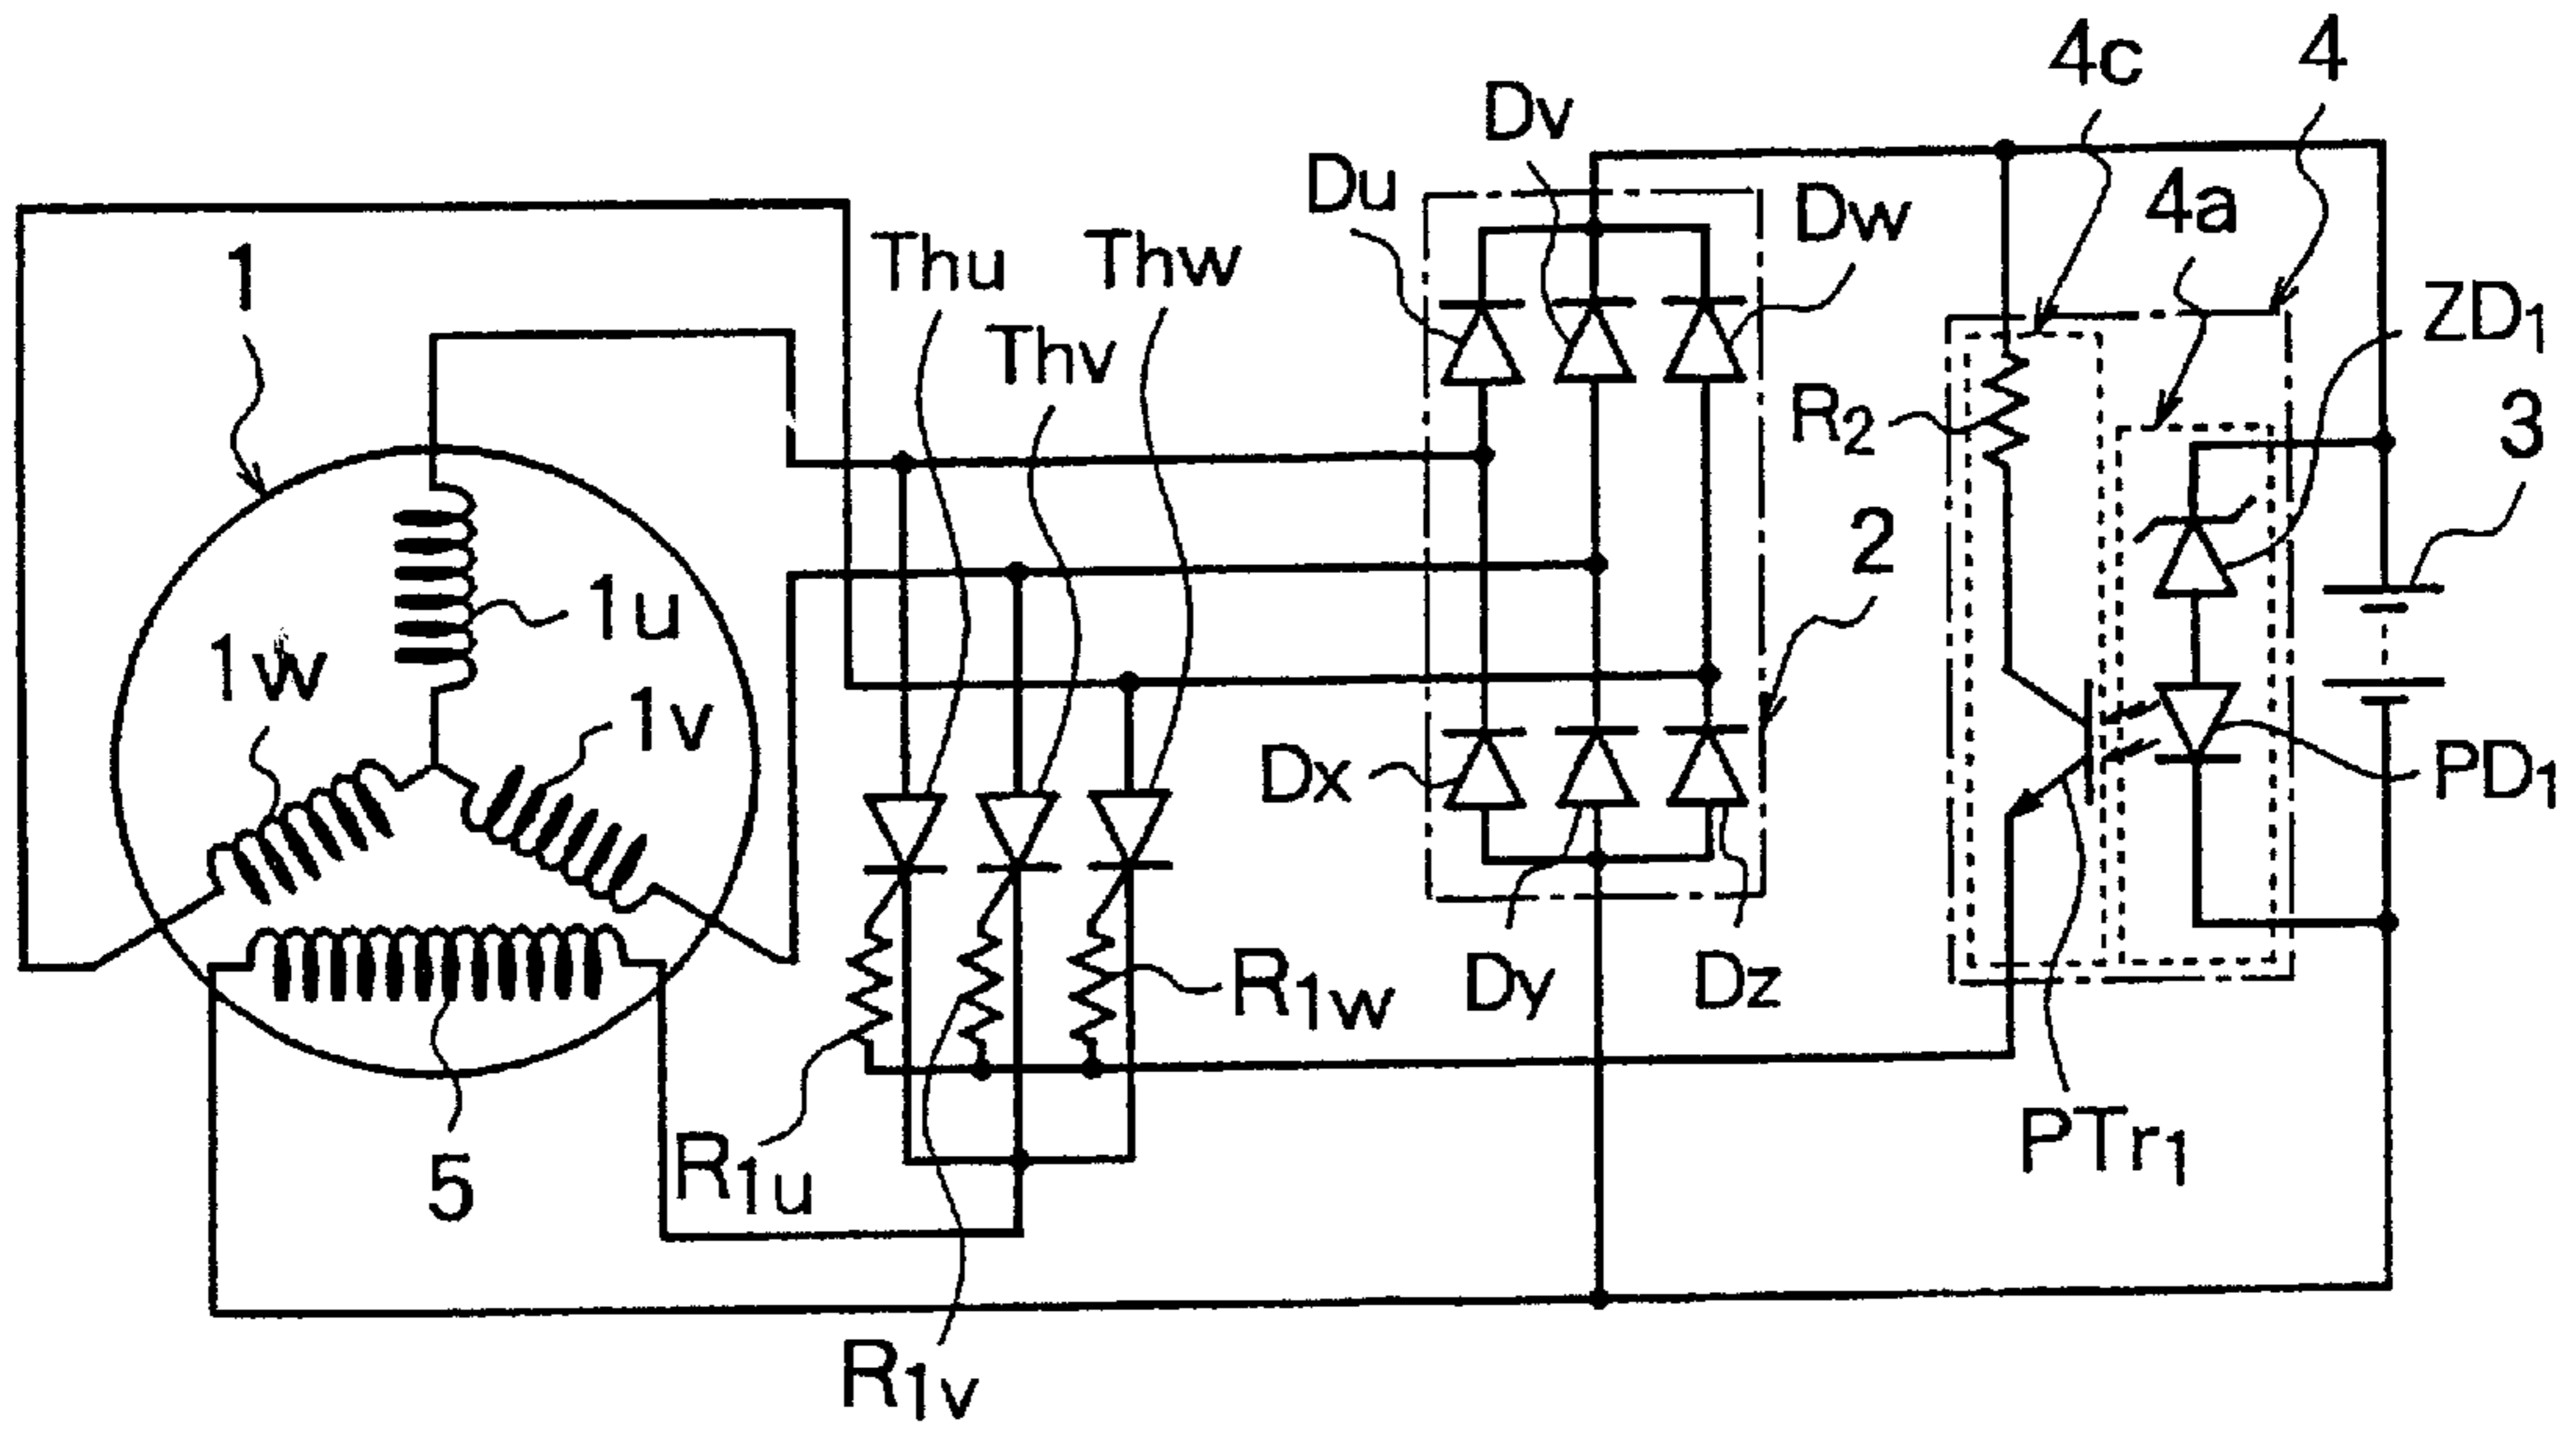 4c
4
Dv
Du
Dw
4a
1
Thu
Thw
ZD1
Thv
R2
3
2
1u
1w
1v
Dx
PD1
R1w
Dy
Dz
5
R1u
PTr1
R1v